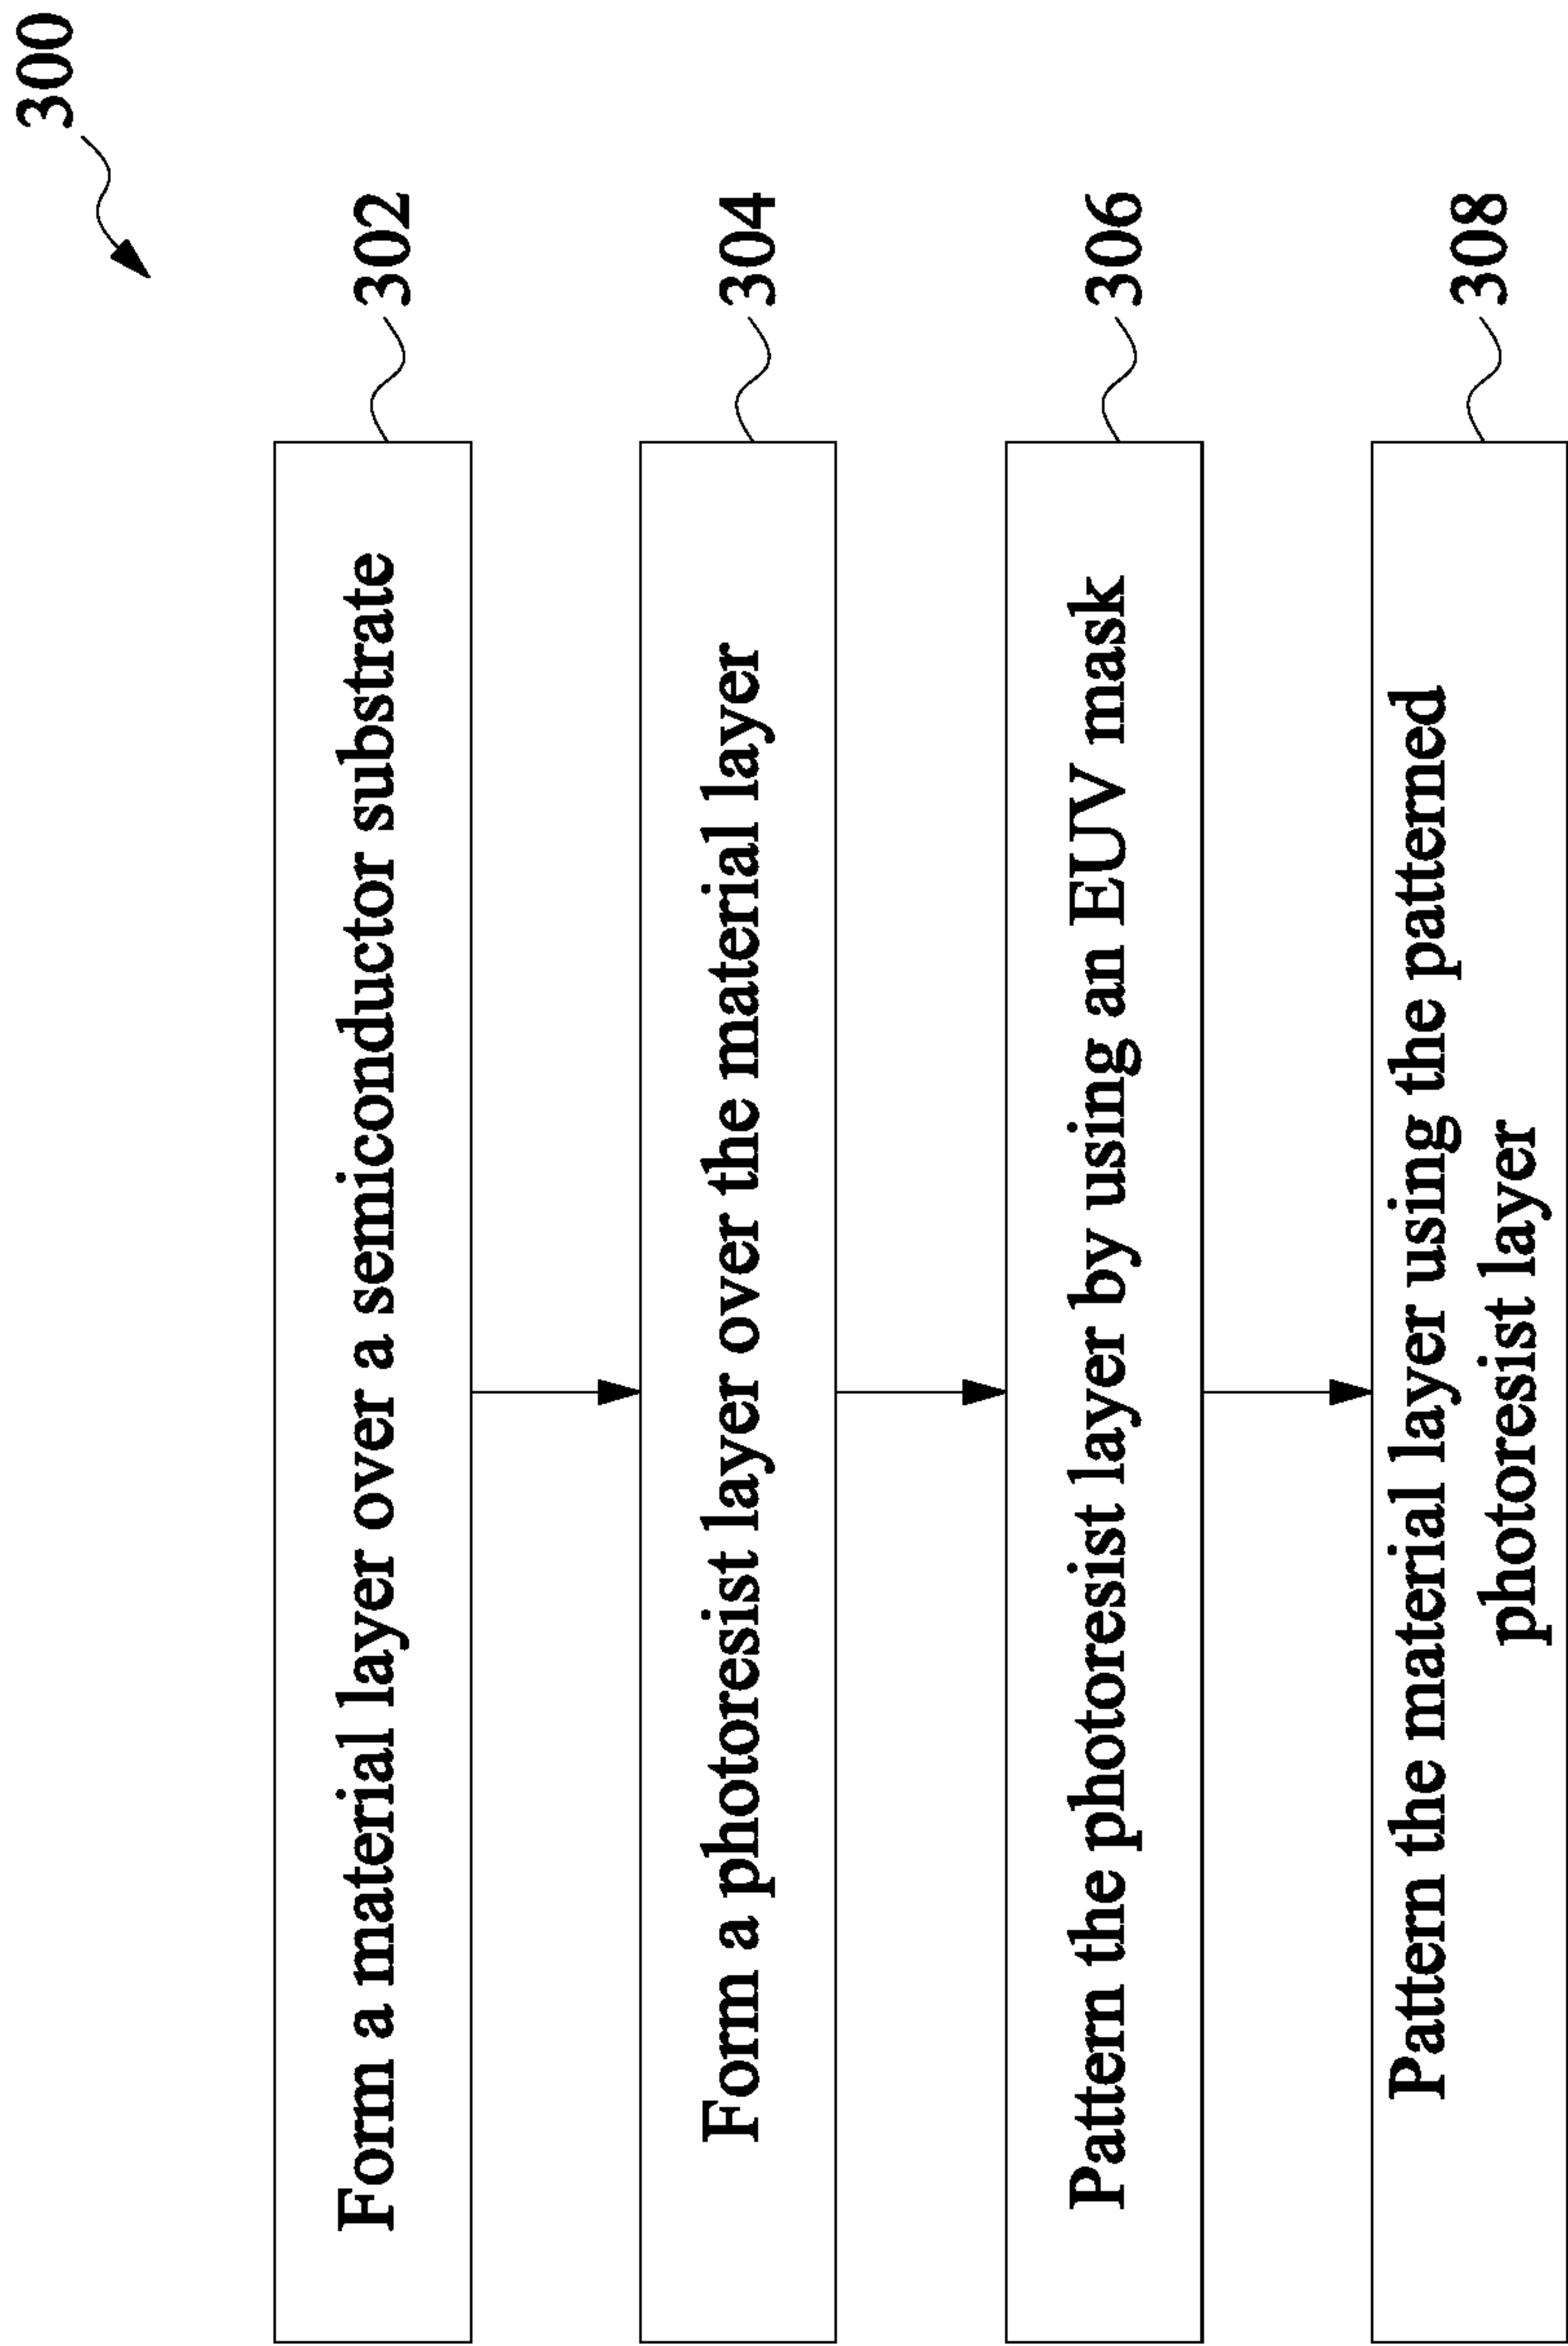 300
Form a material layer over a semiconductor substrate
302
Form a photoresist layer over the material layer
304
Pattern the photoresist layer by using an EUV mask
306
Pattern the material layer using the patterned
photoresist layer
308